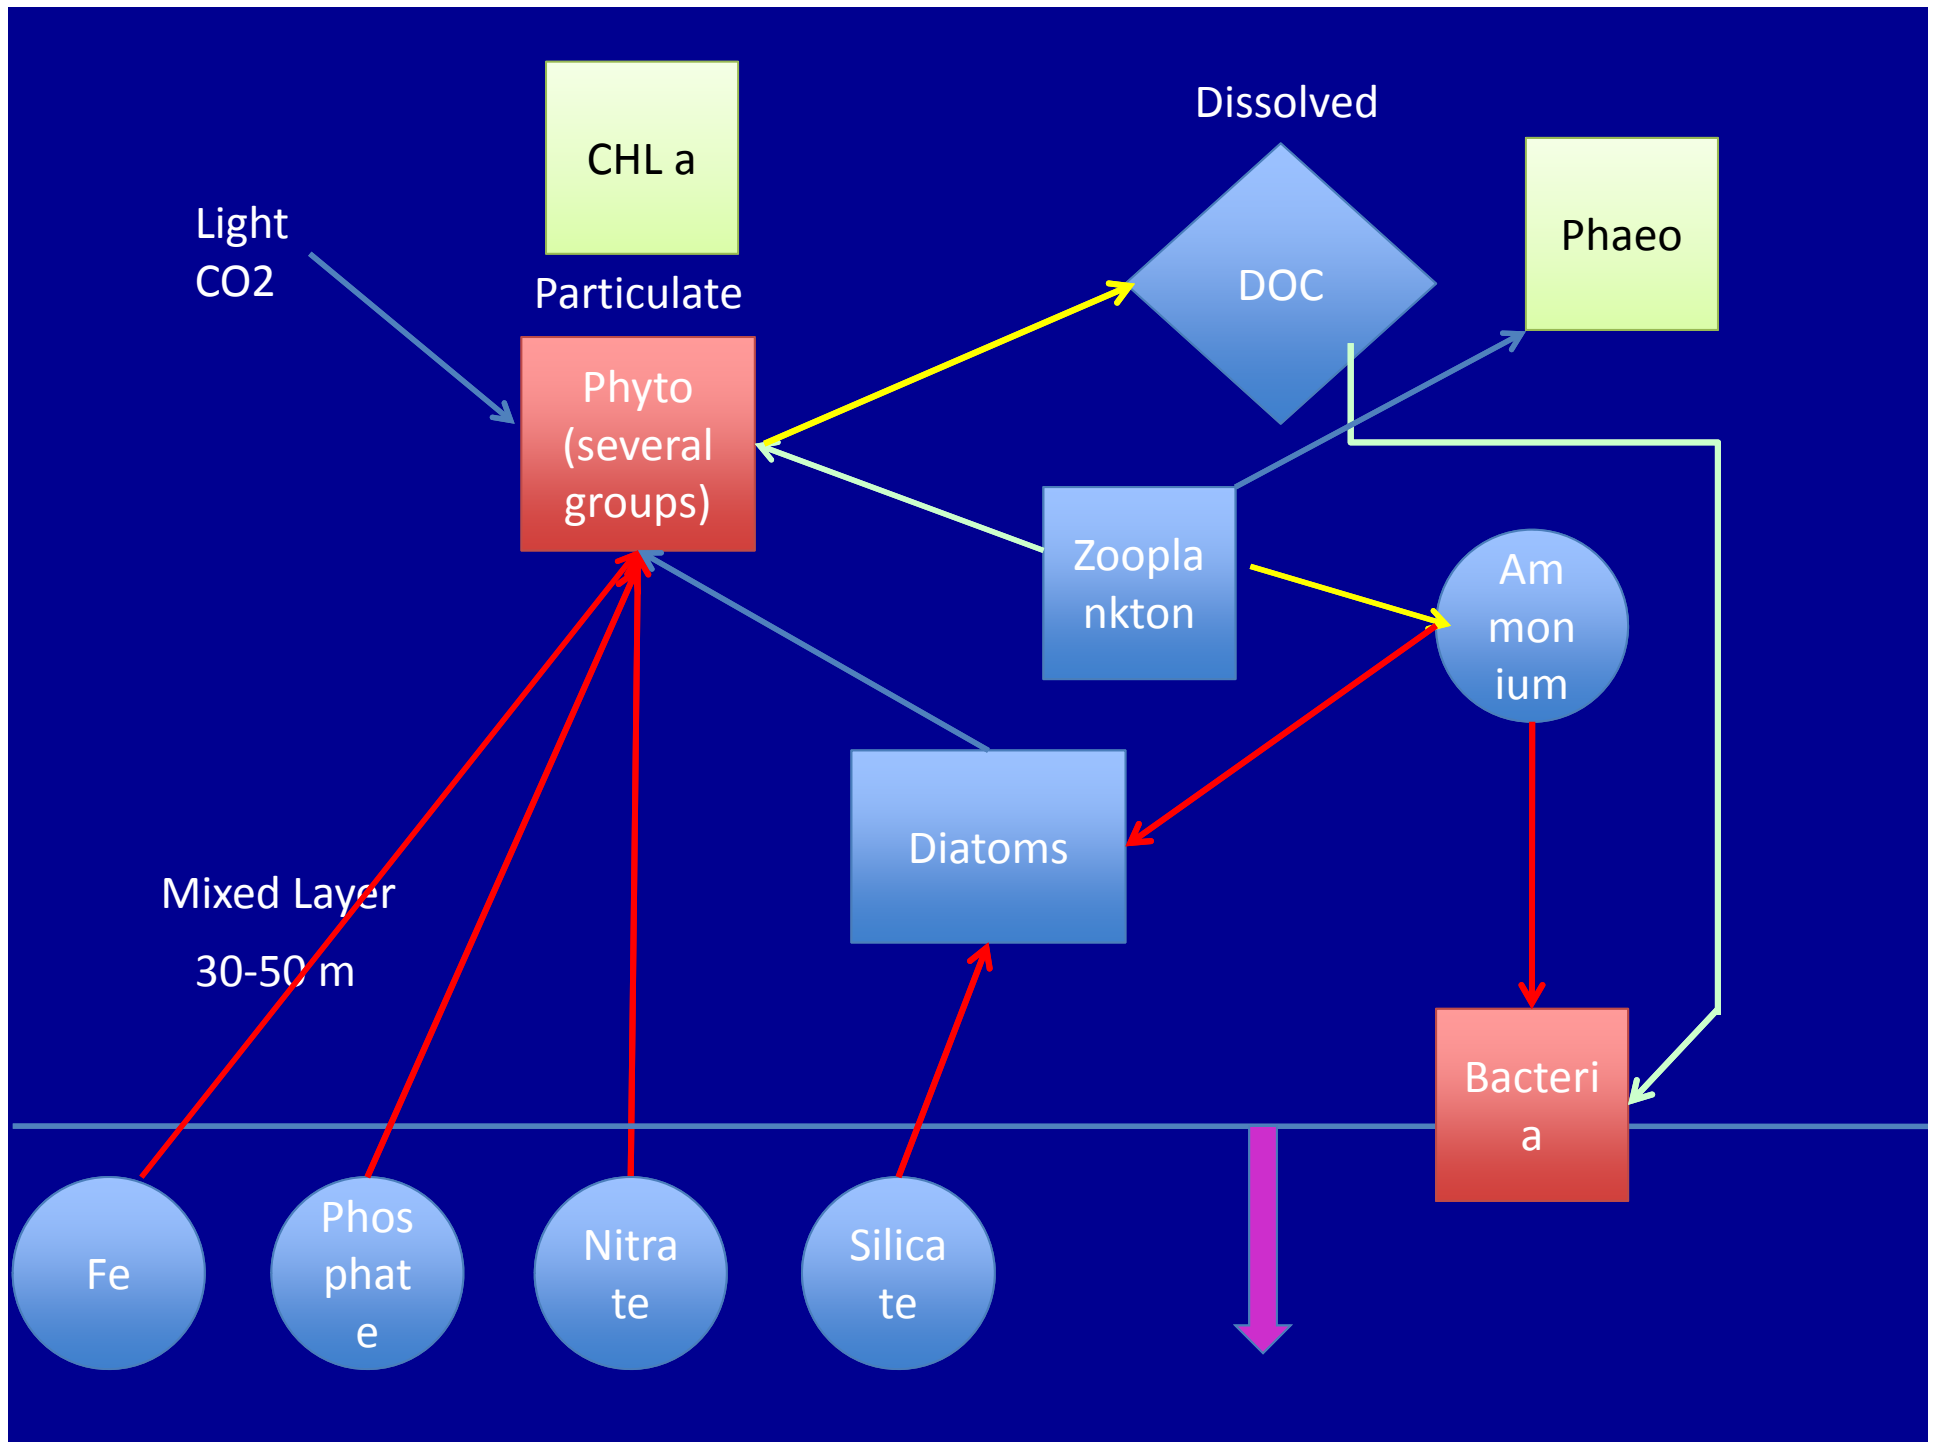 CHL a
Dissolved
Light
CO2
Particulate
DOC
Phaeo
Phyto
(several
groups)
Zoopla
nkton
Am
mon
ium
Diatoms
Mixed Layer
30-50 m
Bacteri
a
Fe
Phos
phat
e
Nitra
te
Silica
te